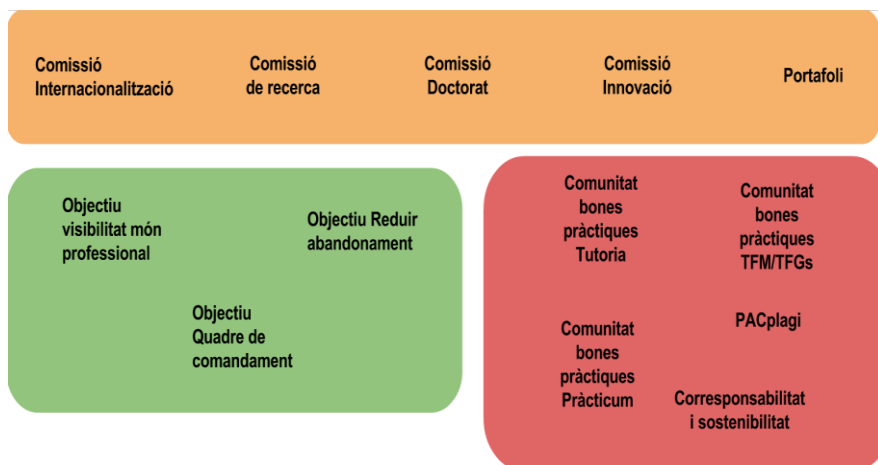 Comissió
Internacionalització
Comissió
de recerca
Comissió
Doctorat
Comissió
Innovació
Portafoli
Objectiu
visibilitat món
professional
Objectiu Reduir
abandonament
Objectiu
Quadre de
comandament
Comunitat
bones
pràctiques
Tutoria
Comunitat
bones
pràctiques
TFM/TFGs
PACplagi
Comunitat
bones
pràctiques
Pràcticum
Corresponsabilitat
i sostenibilitat